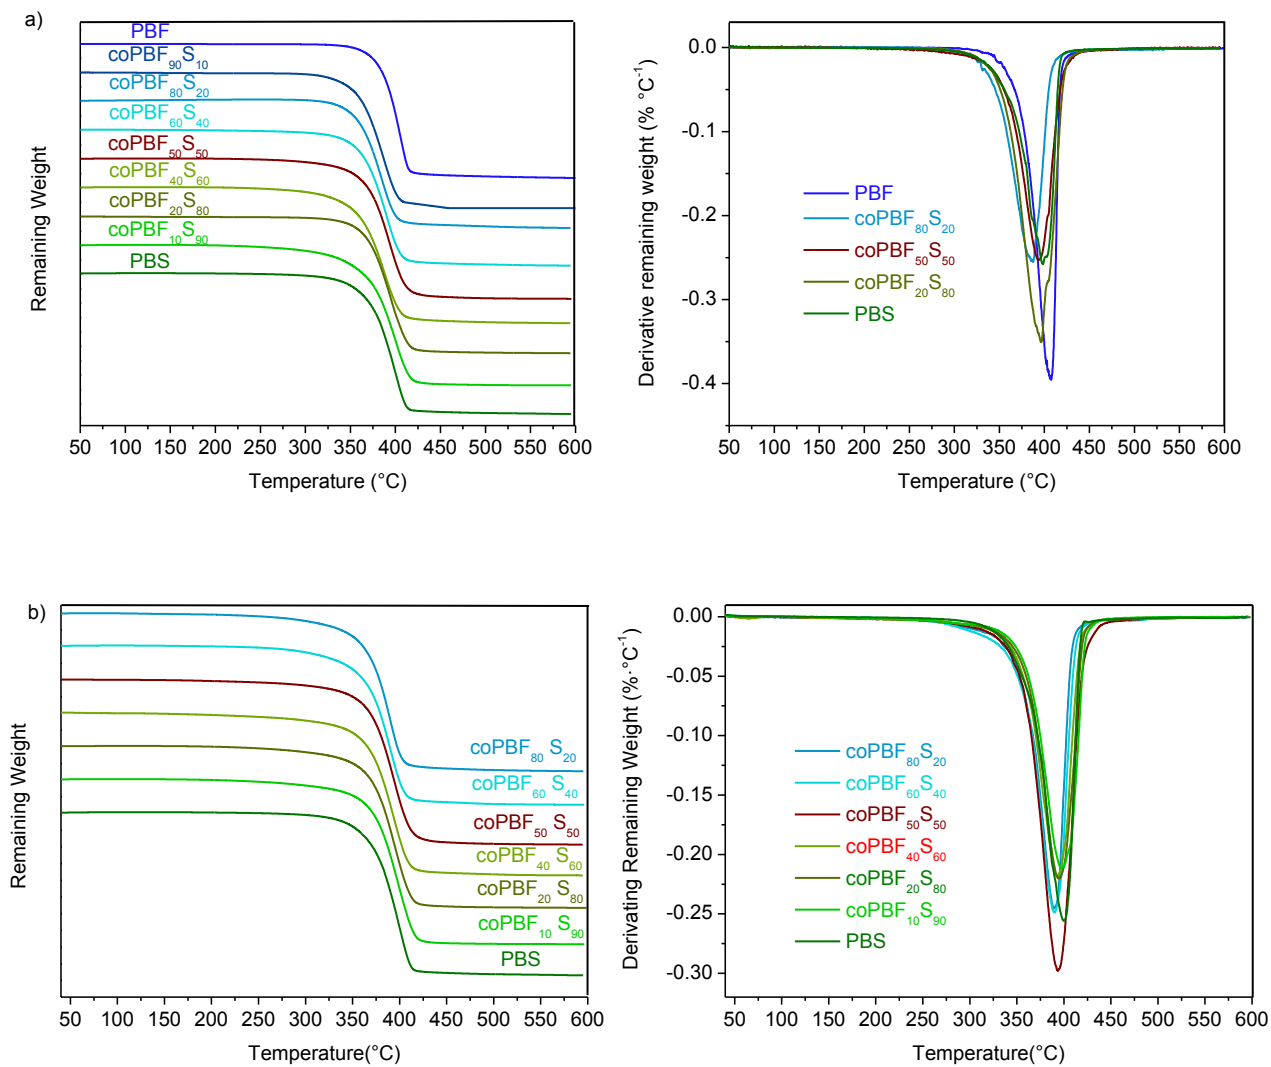 a)
PBF
coPBF90S10
coPBF80S20
coPBF60S40
coPBF50S50
coPBF40S60
coPBF20S80
coPBF10S90
PBS
Remaining Weight
50 100 150 200 250 300 350 400 450 500 550 600
Temperature (°C)
0.0
-0.1
-0.2
-0.3
-0.4
Derivative remaining weight (% °C-1)
PBF
coPBF80S20
coPBF50S50
coPBF20S80
PBS
50 100 150 200 250 300 350 400 450 500 550 600
Temperature (°C)
b)
Remaining Weight
coPBF80 S20
coPBF60 S40
coPBF50 S50
coPBF40 S60
coPBF20 S80
coPBF10 S90
PBS
50 100 150 200 250 300 350 400 450 500 550 600
Temperature(°C)
0.00
-0.05
-0.10
-0.15
-0.20
-0.25
-0.30
Derivating Remaining Weight (%·°C-1)
coPBF80S20
coPBF60S40
coPBF50S50
coPBF40S60
coPBF20S80
coPBF10S90
PBS
50 100 150 200 250 300 350 400 450 500 550 600
Temperature(°C)